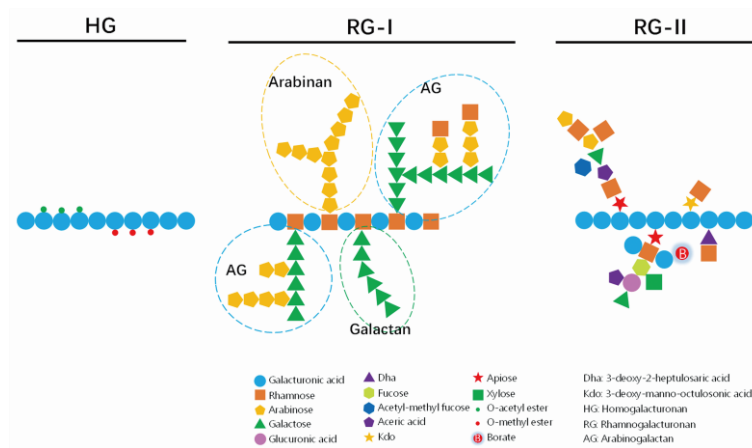 HG
RG-I
RG-II
Arabinan
AG
AG
Galactan
B
Galacturonic acid
Rhamnose
Arabinose
Galactose
Glucuronic acid
Dha
Fucose
Acetyl-methyl fucose
Aceric acid
Kdo
Apiose
Xylose
O-acetyl ester
O-methyl ester
B Borate
Dha: 3-deoxy-2-heptulosaric acid
Kdo: 3-deoxy-manno-octulosonic acid
HG: Homogalacturonan
RG: Rhamnogalacturonan
AG: Arabinogalactan